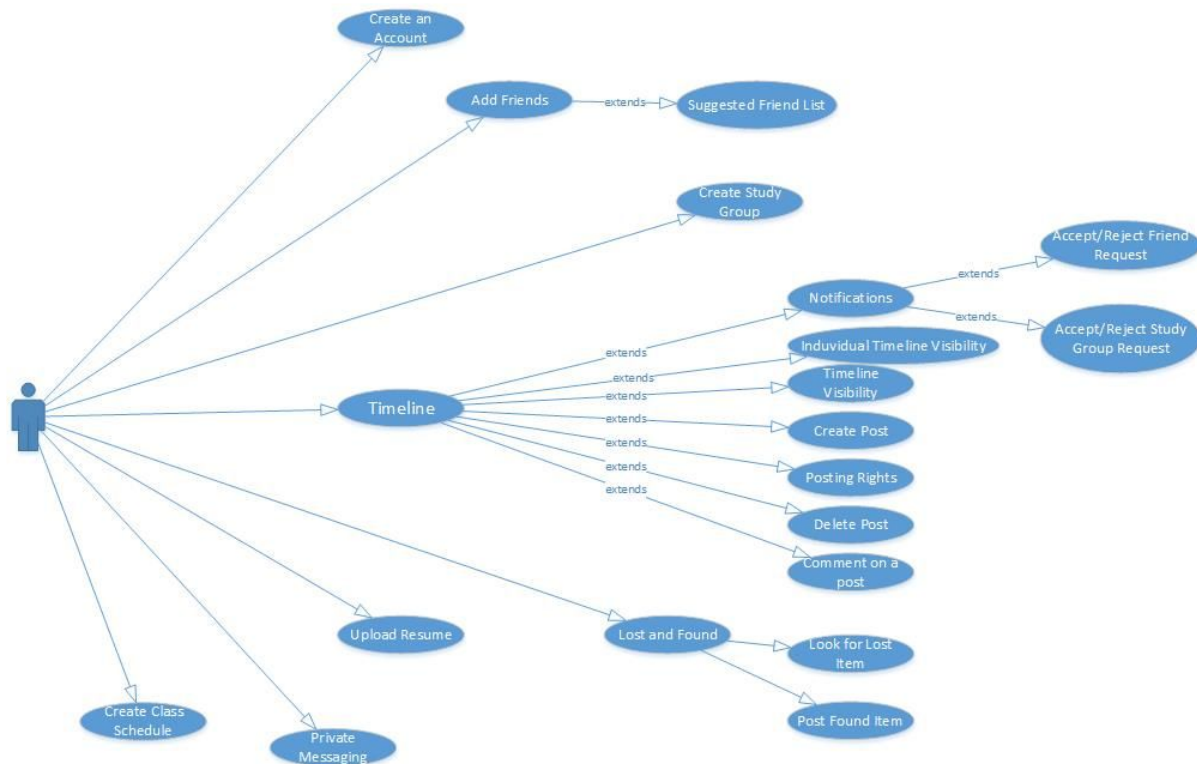 Create an
Account
Add Friends
extends
Suggested Friend List
Create Study
Group
Accept/Reject Friend
Request
extends
Notifications
extends
Accept/Reject Study
Group Request
extends
Induvidual Timeline Visibility
extends
Timeline
Visibility
extends
Timeline
extends
Create Post
extends
Posting Rights
extends
Delete Post
extends
Comment on a
post
Upload Resume
Lost and Found
Look for Lost
Item
Create Class
Schedule
Post Found Item
Private
Messaging